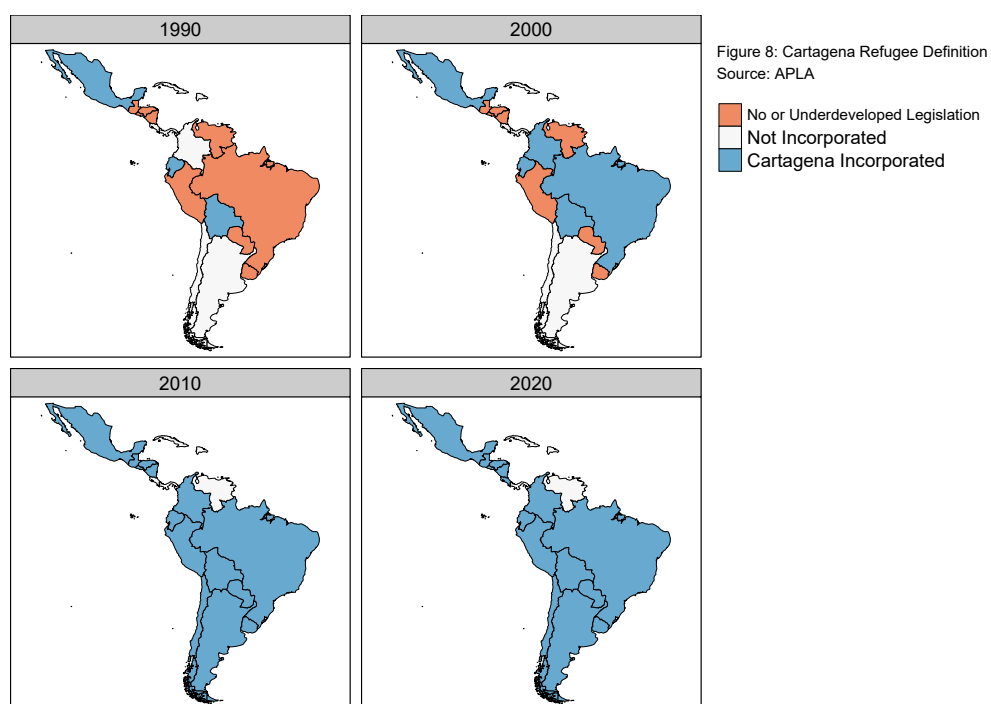 1990
2000
Figure 8: Cartagena Refugee Definition
Source: APLA
No or Underdeveloped Legislation
Not Incorporated
Cartagena Incorporated
2010
2020